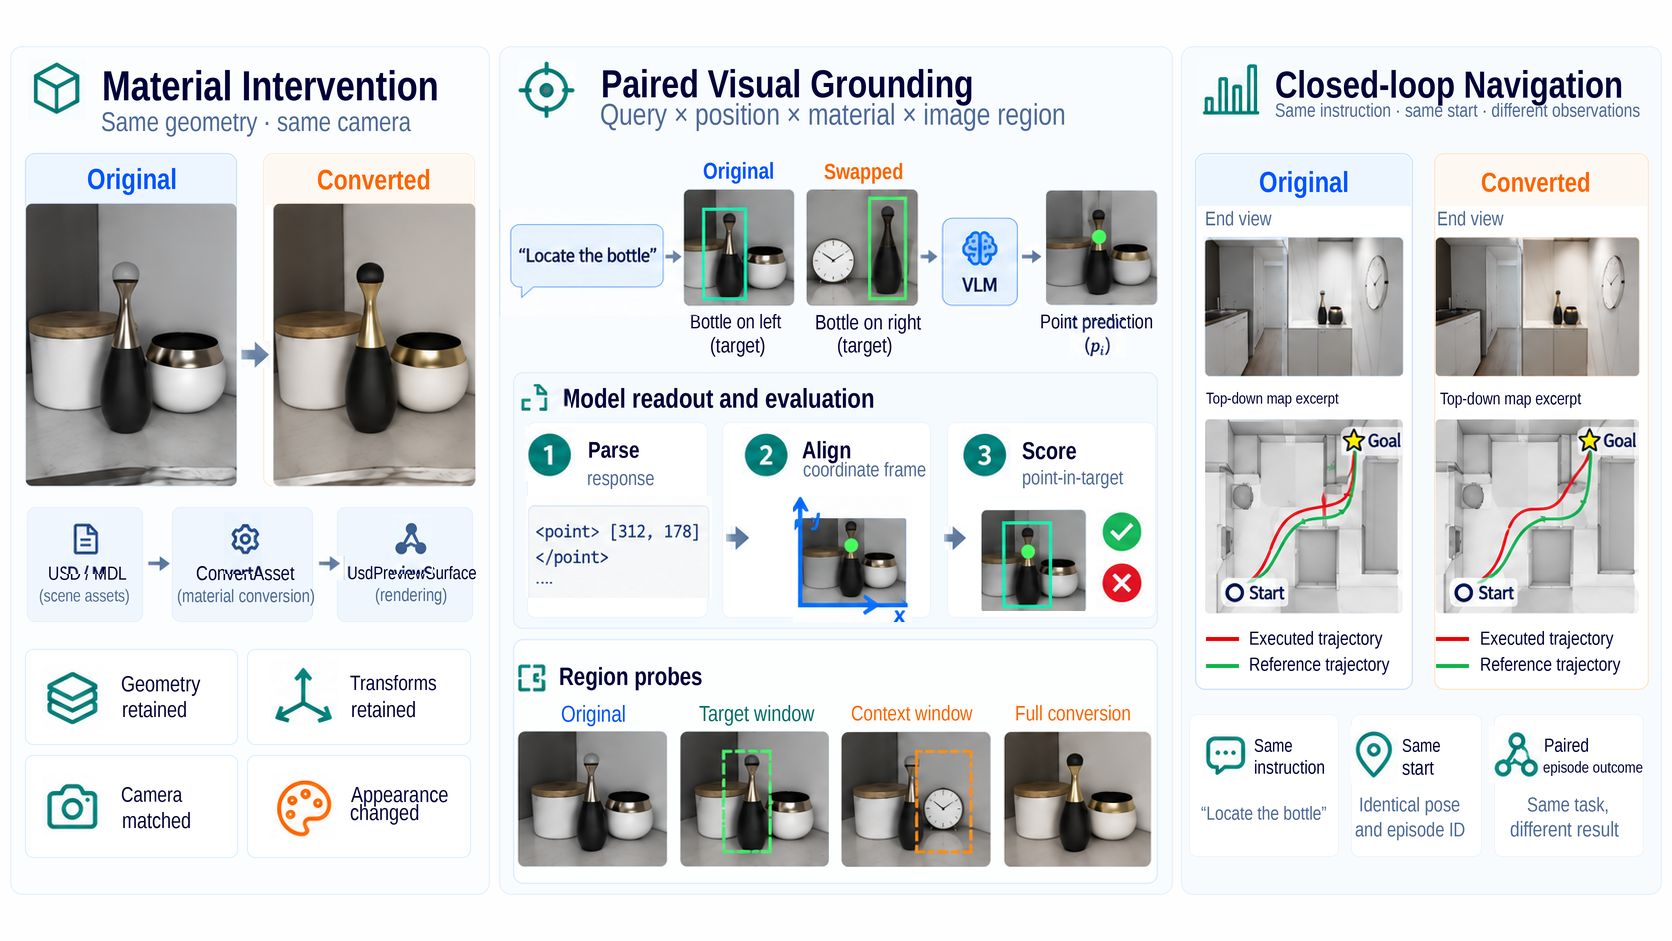 Material Intervention
Same geometry · same camera
Original
Converted
USD / MDL
(scene assets)
ConvertAsset
(material conversion)
UsdPreviewSurface
(rendering)
Geometry
retained
Transforms
retained
Camera
matched
Appearance
changed
Paired Visual Grounding
Query × position × material × image region
“Locate the bottle”
Original
Swapped
VLM
Bottle on left
(target)
Bottle on right
(target)
Point prediction
(pᵢ)
Model readout and evaluation
1
Parse
response
<point> [312, 178]
</point>
....
2
Align
coordinate frame
y
x
3
Score
point-in-target
Region probes
Original
Target window
Context window
Full conversion
Closed-loop Navigation
Same instruction · same start · different observations
Original
End view
Top-down map excerpt
Goal
Start
Executed trajectory
Reference trajectory
Converted
End view
Top-down map excerpt
Goal
Start
Executed trajectory
Reference trajectory
Same
instruction
“Locate the bottle”
Same
start
Identical pose
and episode ID
Paired
episode outcome
Same task,
different result